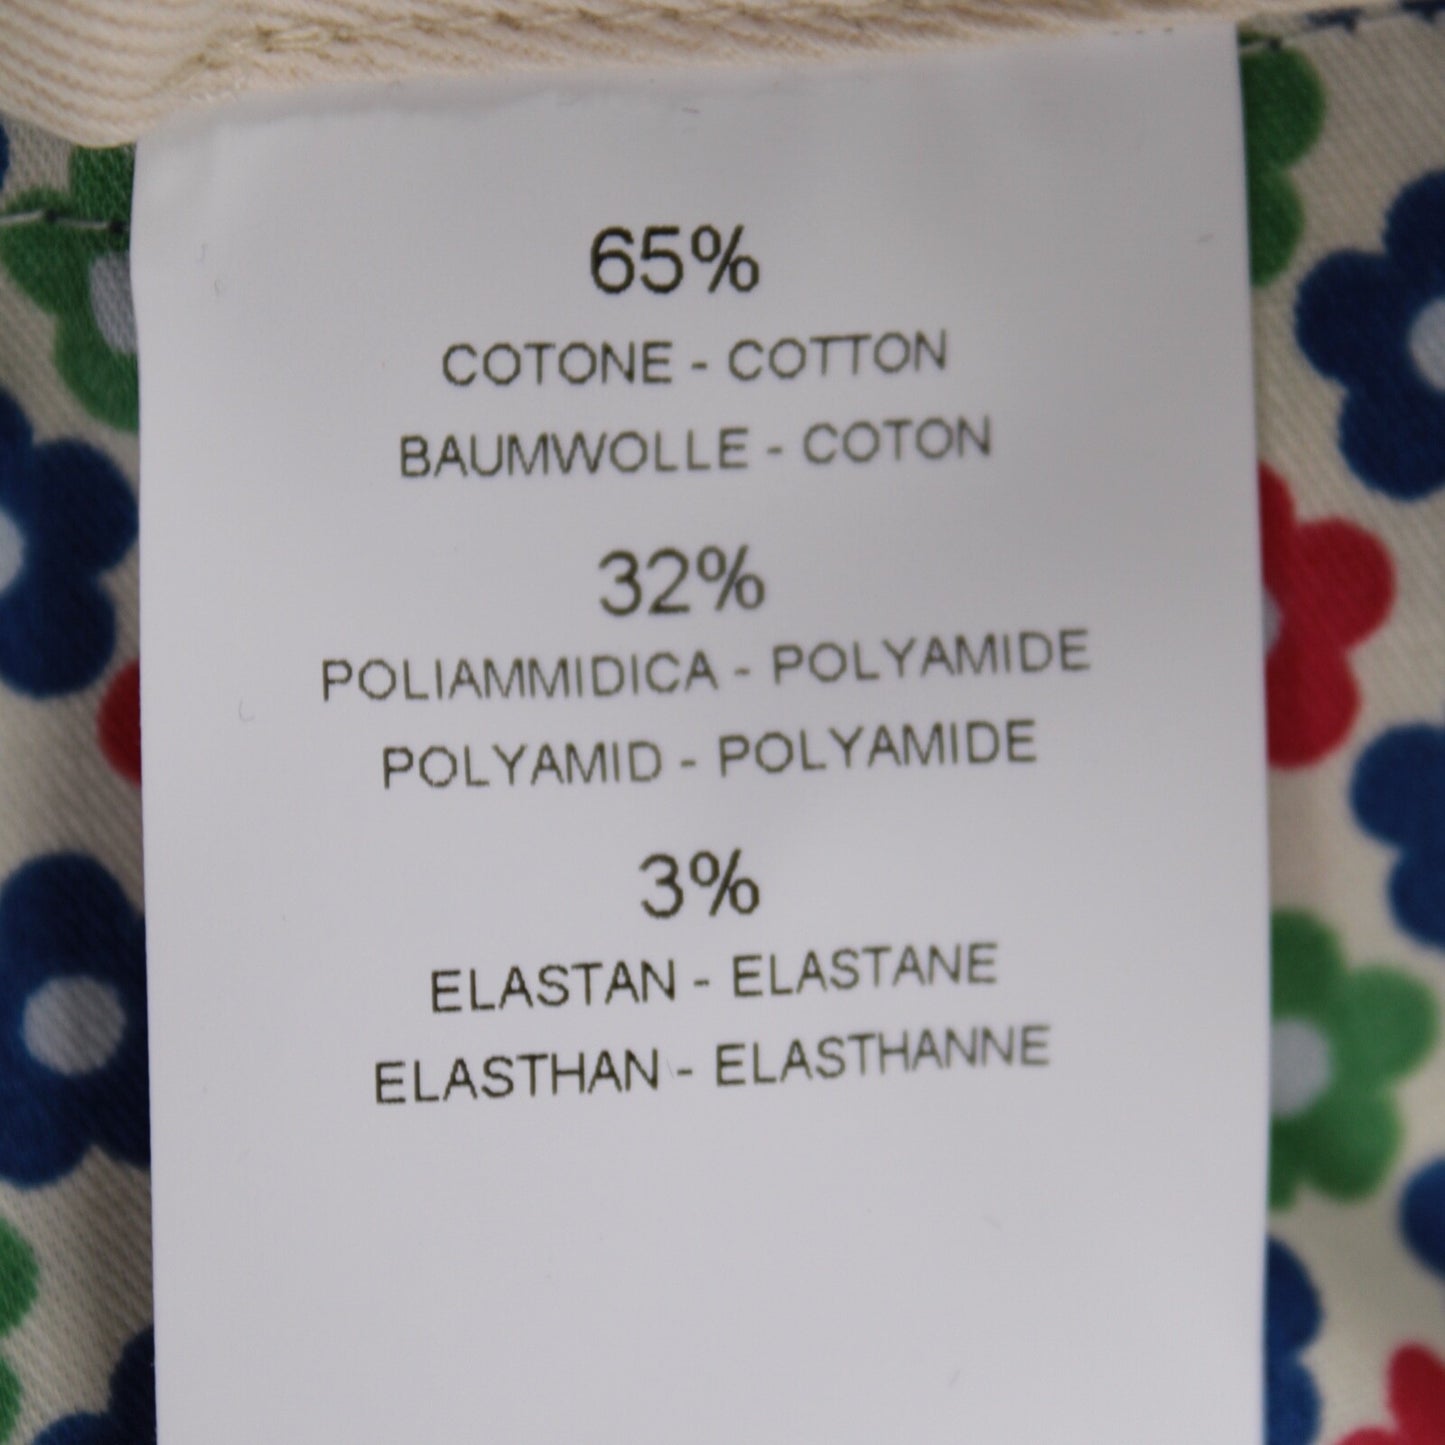 65%
COTONE - COTTON
BAUMWOLLE - COTON
32%
POLIAMMIDICA - POLYAMIDE
POLYAMID - POLYAMIDE
3%
ELASTAN - ELASTANE
ELASTHAN - ELASTHANNE